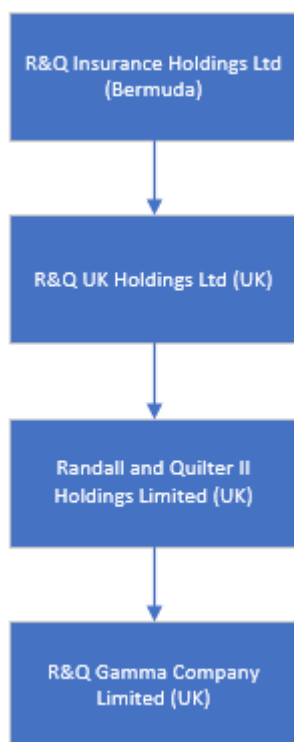 R&Q Insurance Holdings Ltd
(Bermuda)
R&Q UK Holdings Ltd (UK)
Randall and Quilter II
Holdings Limited (UK)
R&Q Gamma Company
Limited (UK)